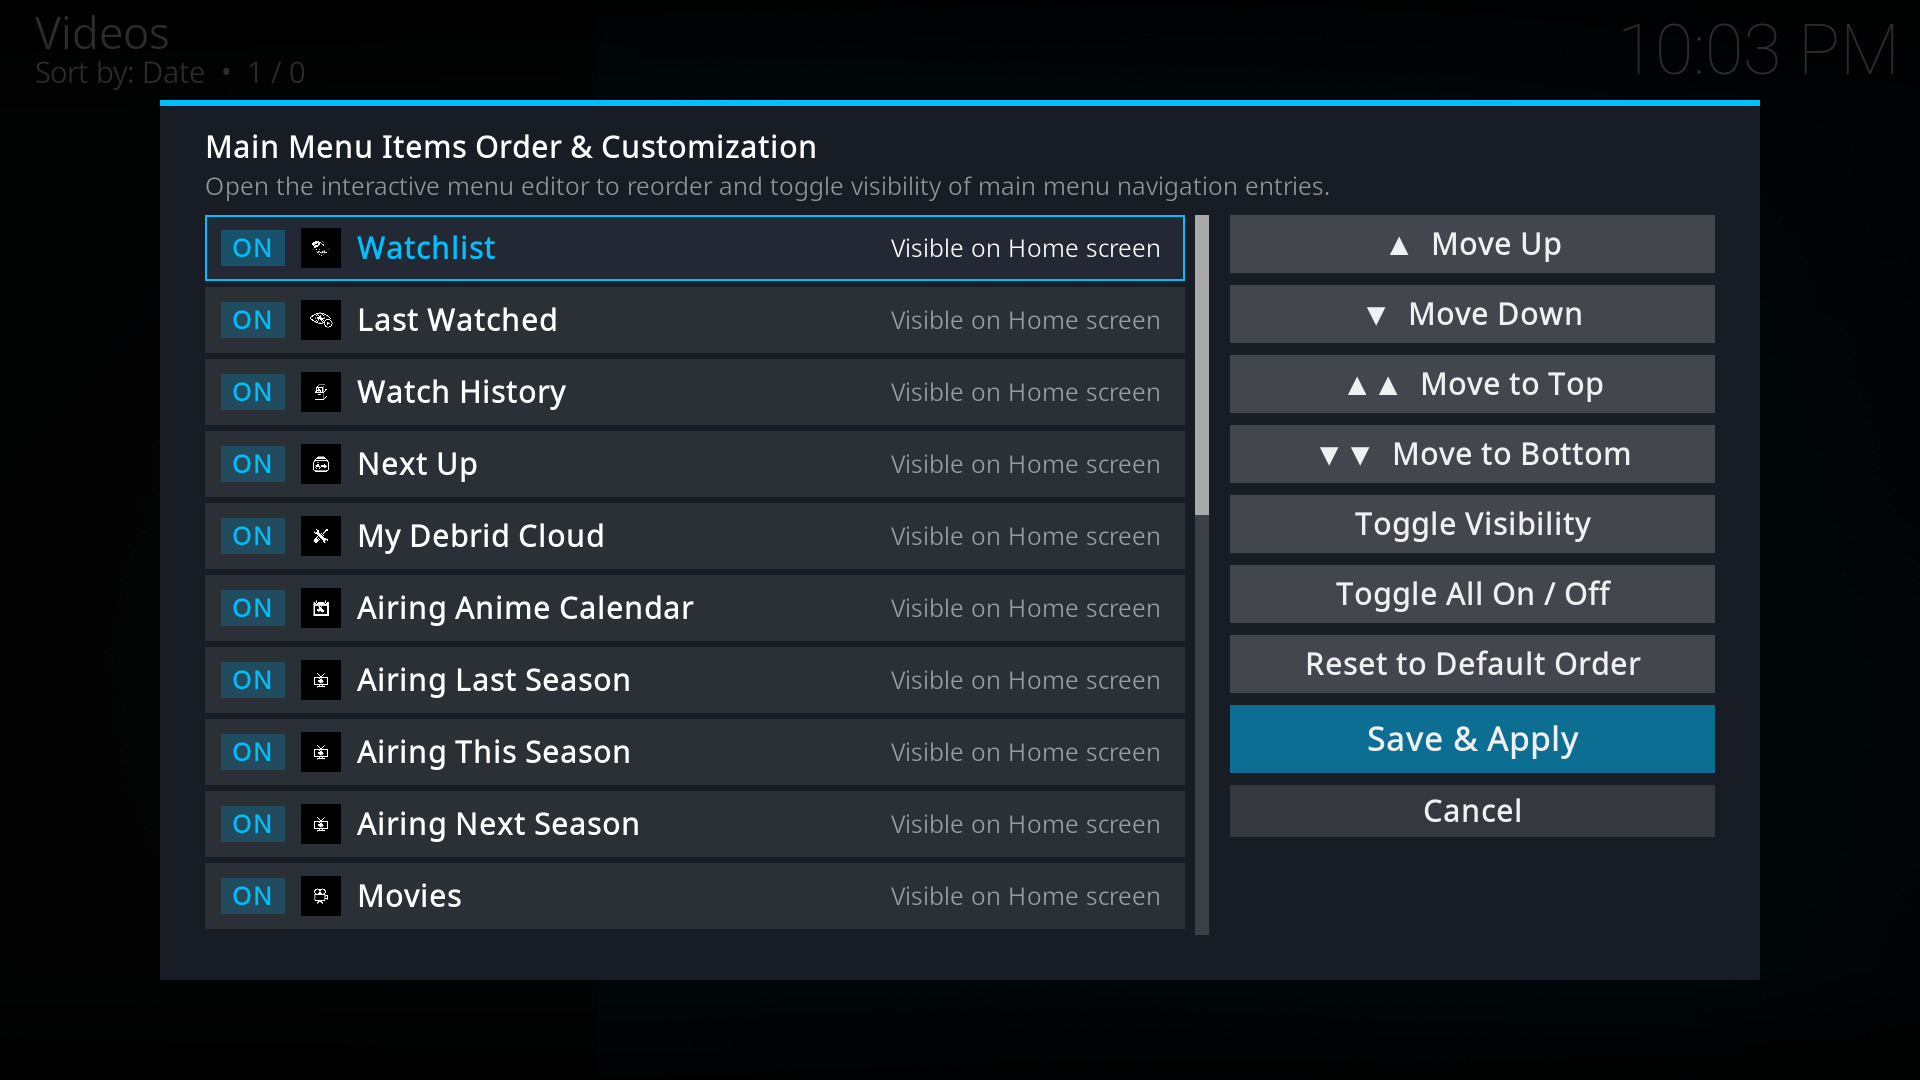 Videos
Sort by: Date • 1 / 0
10:03 PM
Main Menu Items Order & Customization
Open the interactive menu editor to reorder and toggle visibility of main menu navigation entries.
ON Watchlist Visible on Home screen
ON Last Watched Visible on Home screen
ON Watch History Visible on Home screen
ON Next Up Visible on Home screen
ON My Debrid Cloud Visible on Home screen
ON Airing Anime Calendar Visible on Home screen
ON Airing Last Season Visible on Home screen
ON Airing This Season Visible on Home screen
ON Airing Next Season Visible on Home screen
ON Movies Visible on Home screen
▲ Move Up
▼ Move Down
▲▲ Move to Top
▼▼ Move to Bottom
Toggle Visibility
Toggle All On / Off
Reset to Default Order
Save & Apply
Cancel